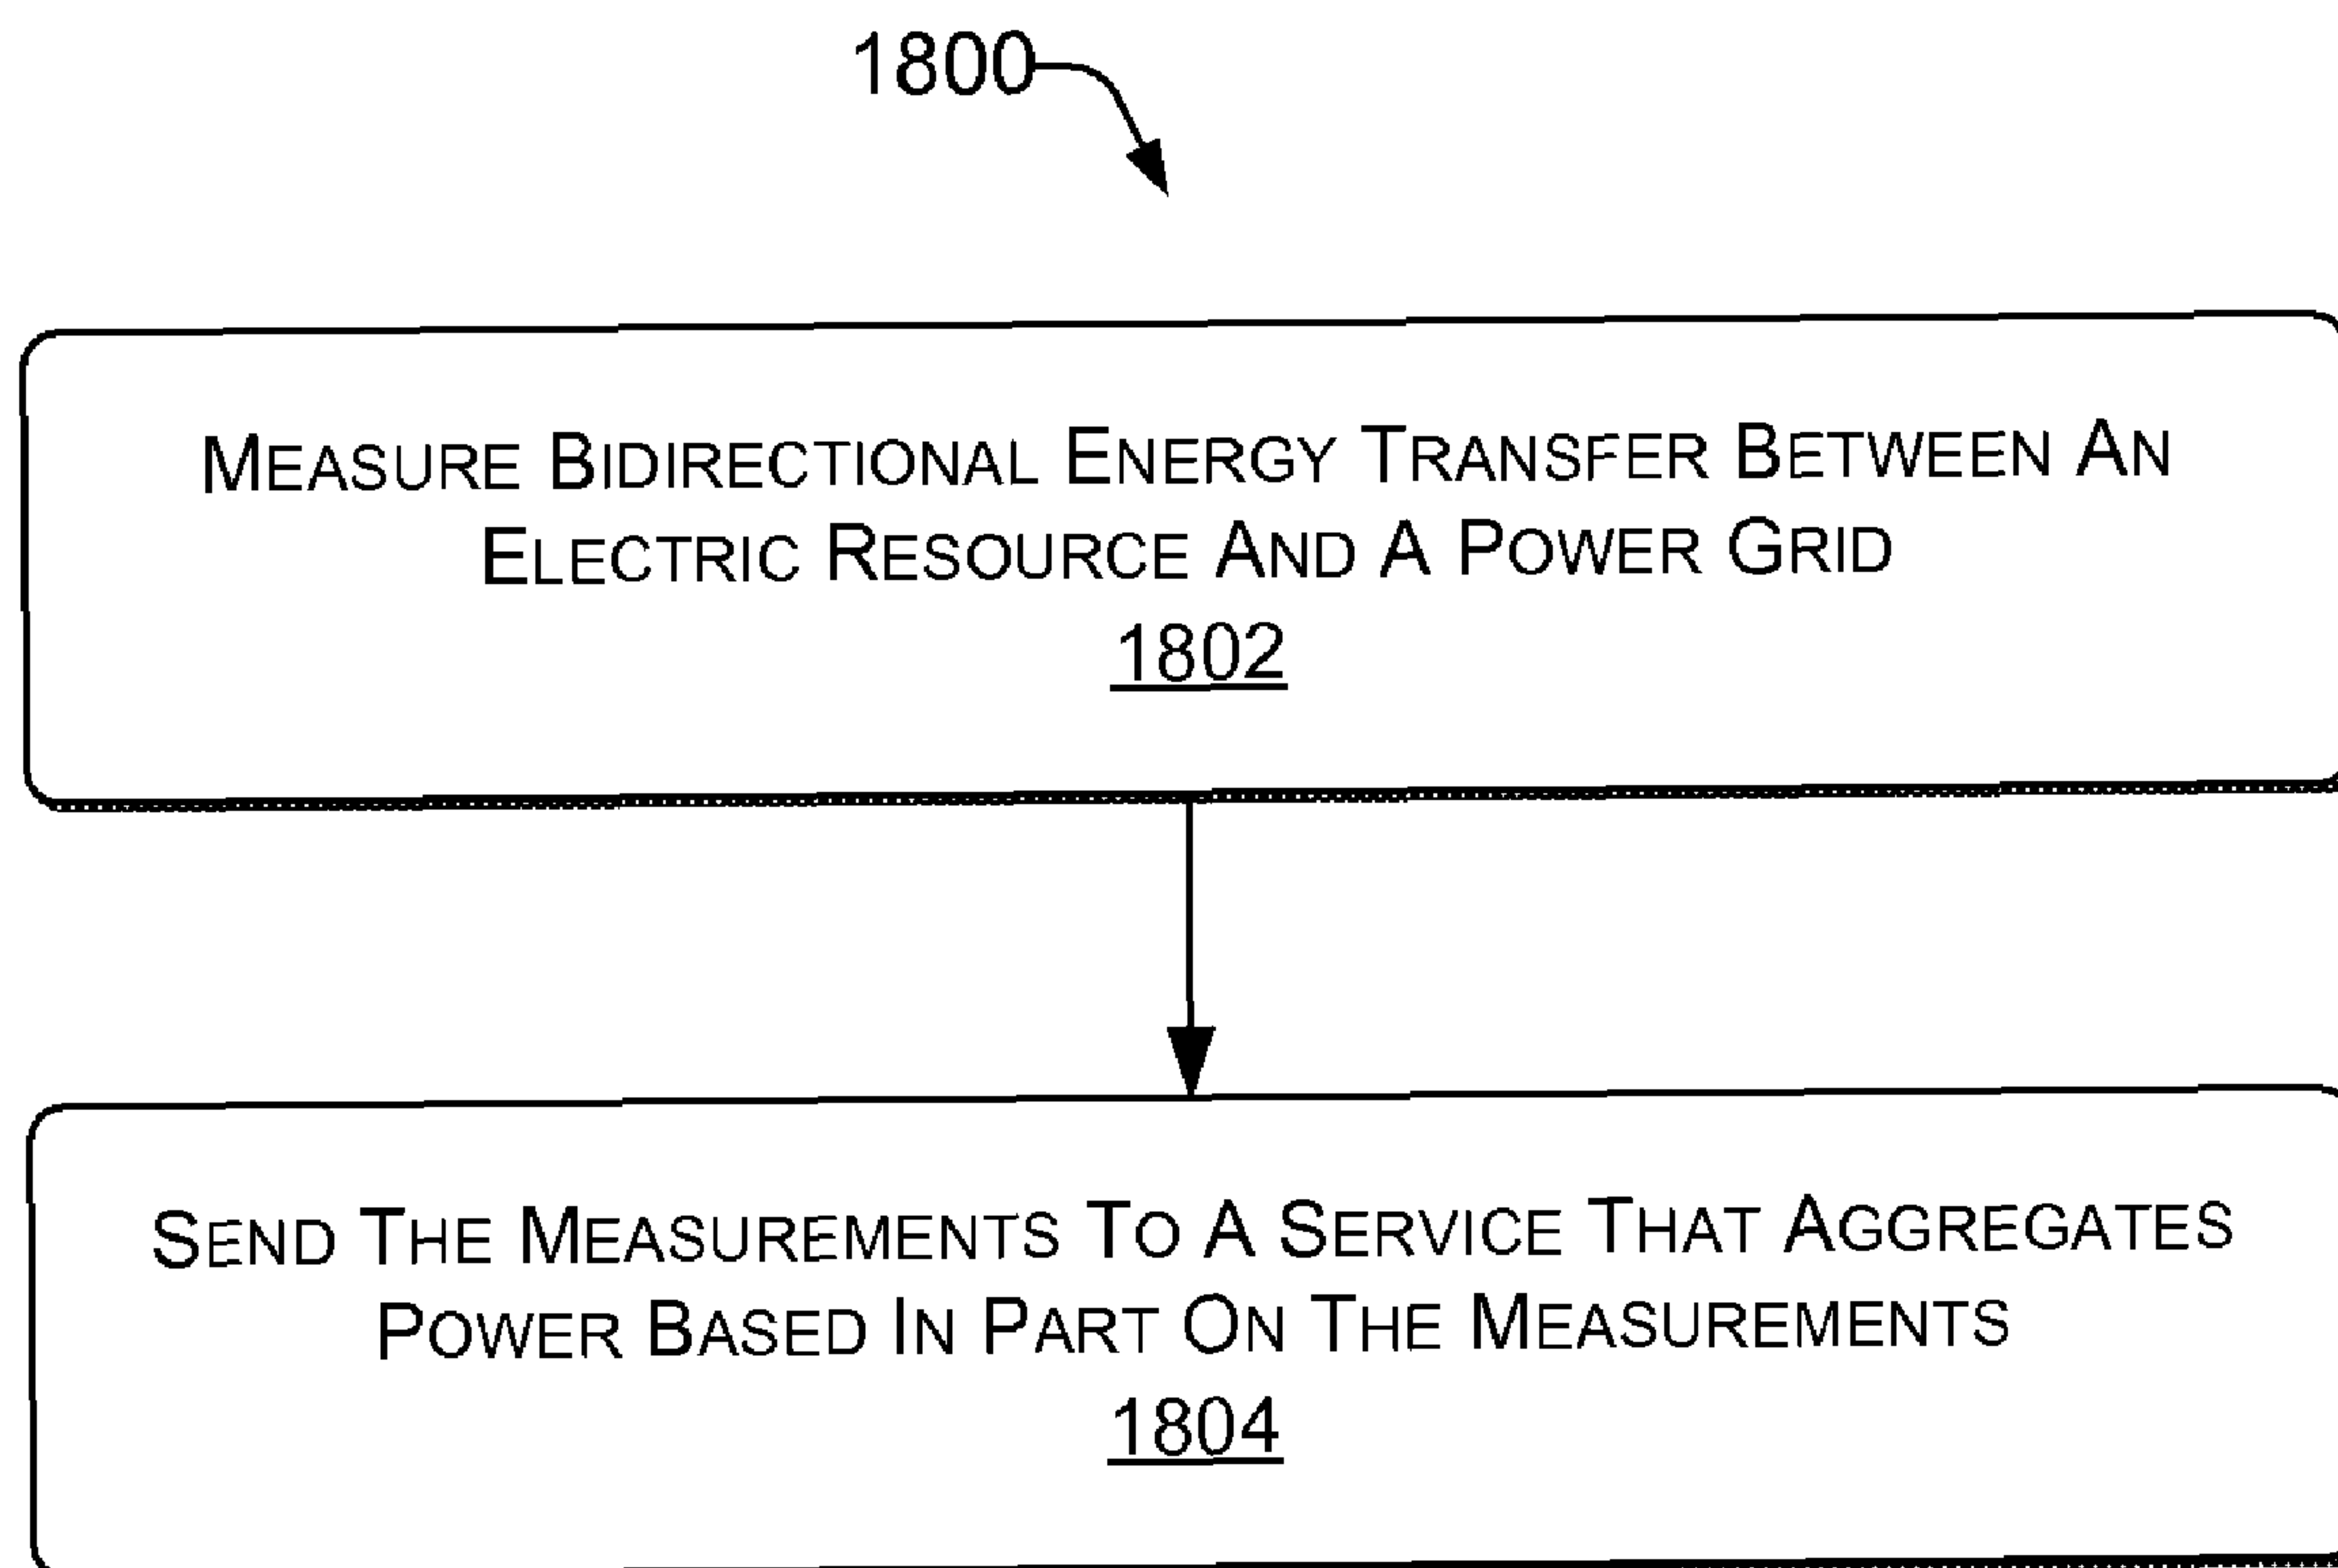 1800
MEASURE BIDIRECTIONAL ENERGY TRANSFER BETWEEN AN
ELECTRIC RESOURCE AND A POWER GRID
1802
SEND THE MEASUREMENTS TO A SERVICE THAT AGGREGATES
POWER BASED IN PART ON THE MEASUREMENTS
1804